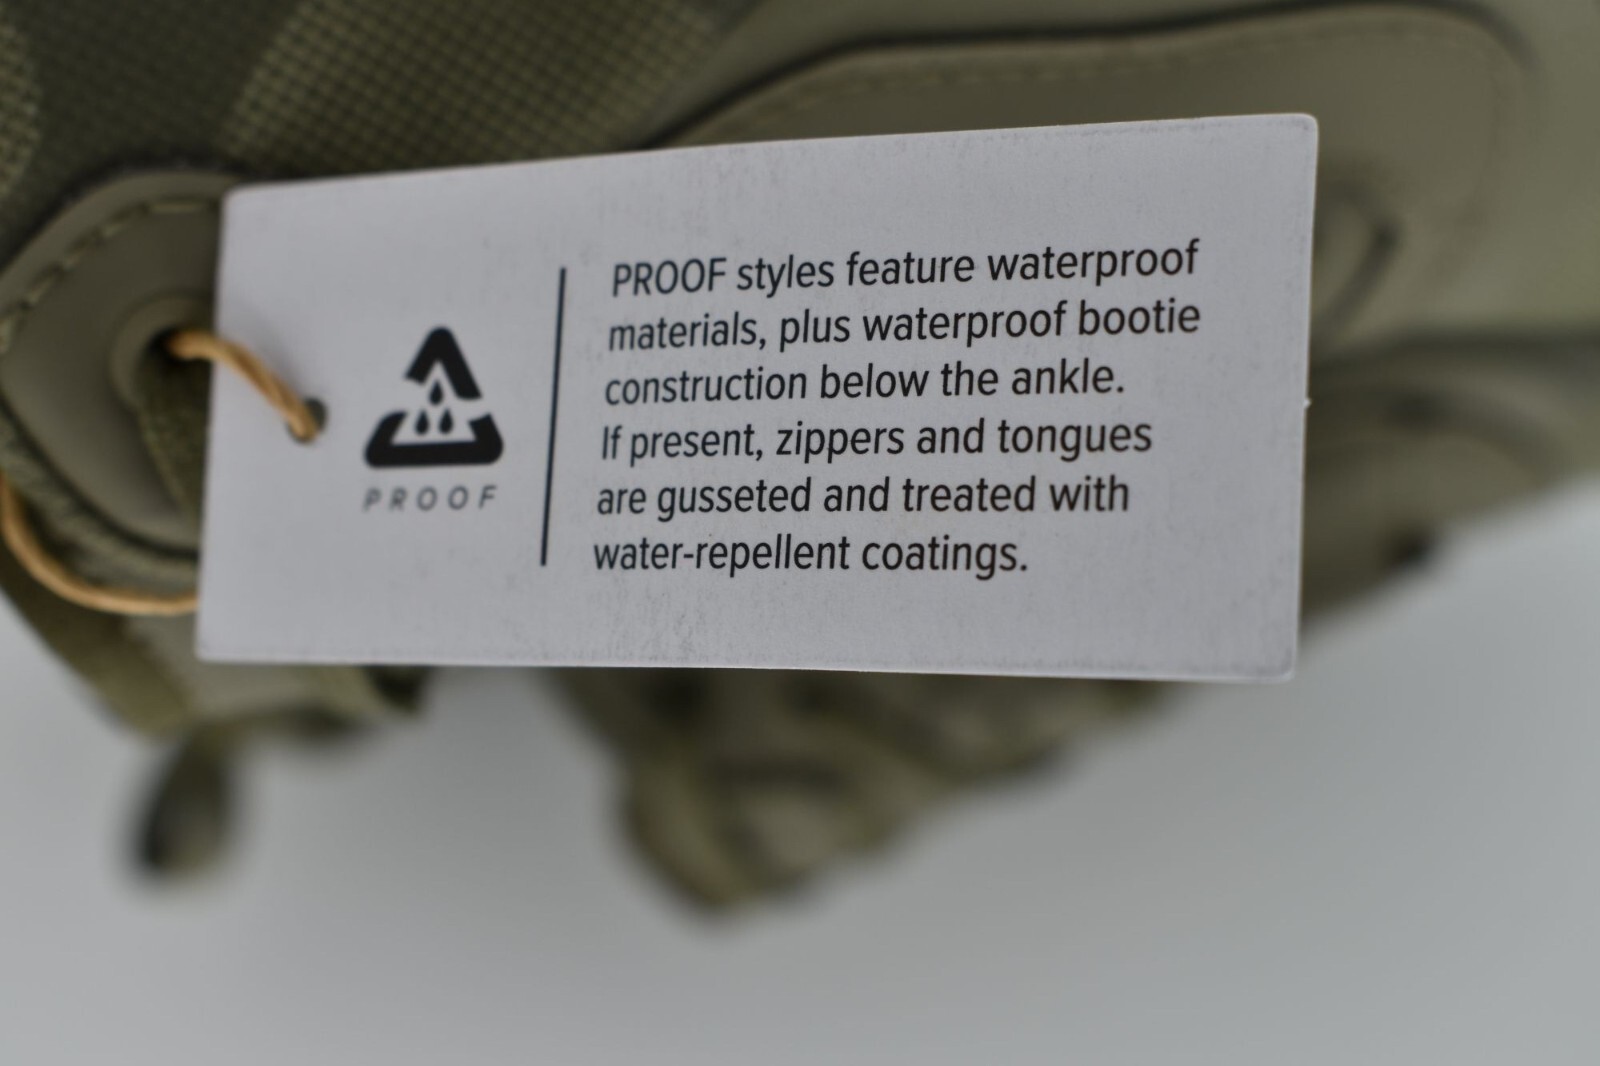 PROOF
PROOF styles feature waterproof
materials, plus waterproof bootie
construction below the ankle.
If present, zippers and tongues
are gusseted and treated with
water-repellent coatings.